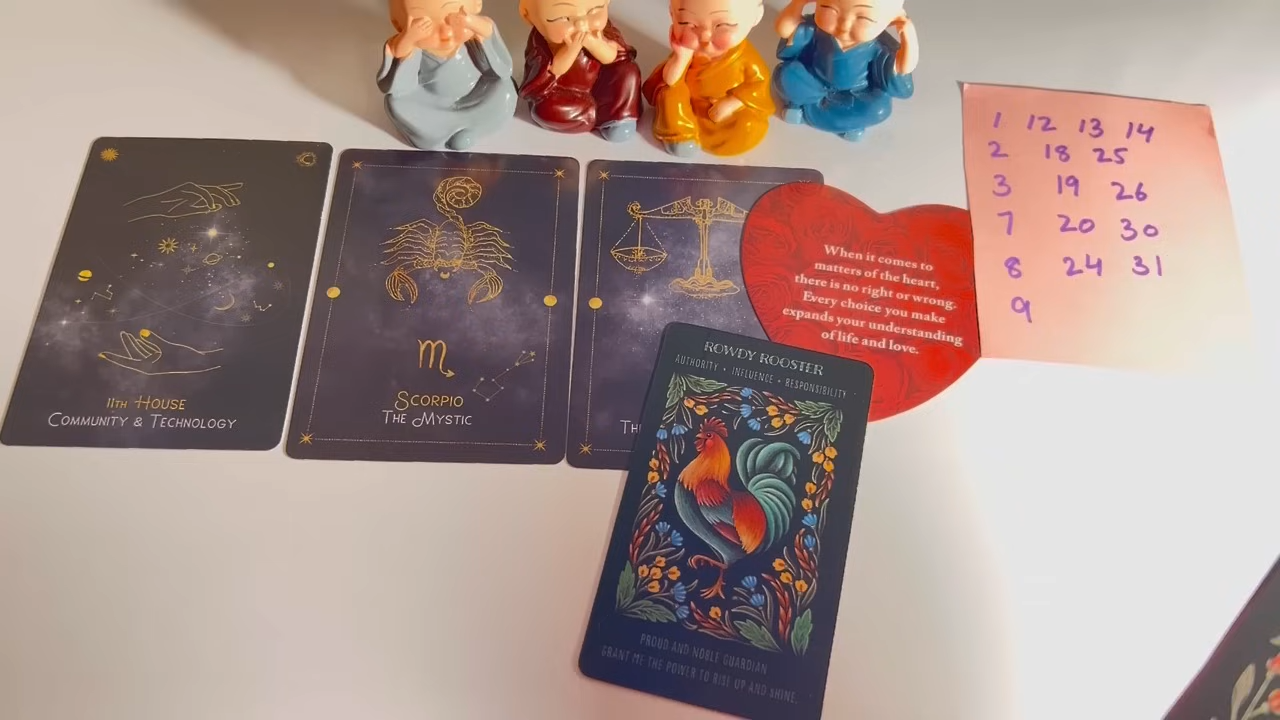 11TH HOUSE
COMMUNITY & TECHNOLOGY
SCORPIO
THE MYSTIC
When it comes to
matters of the heart,
there is no right or wrong.
Every choice you make
expands your understanding
of life and love.
ROWDY ROOSTER
AUTHORITY • INFLUENCE • RESPONSIBILITY
PROUD AND NOBLE GUARDIAN
GRANT ME THE POWER TO RISE UP AND SHINE.
1 12 13 14
2 18 25
3 19 26
7 20 30
8 24 31
9